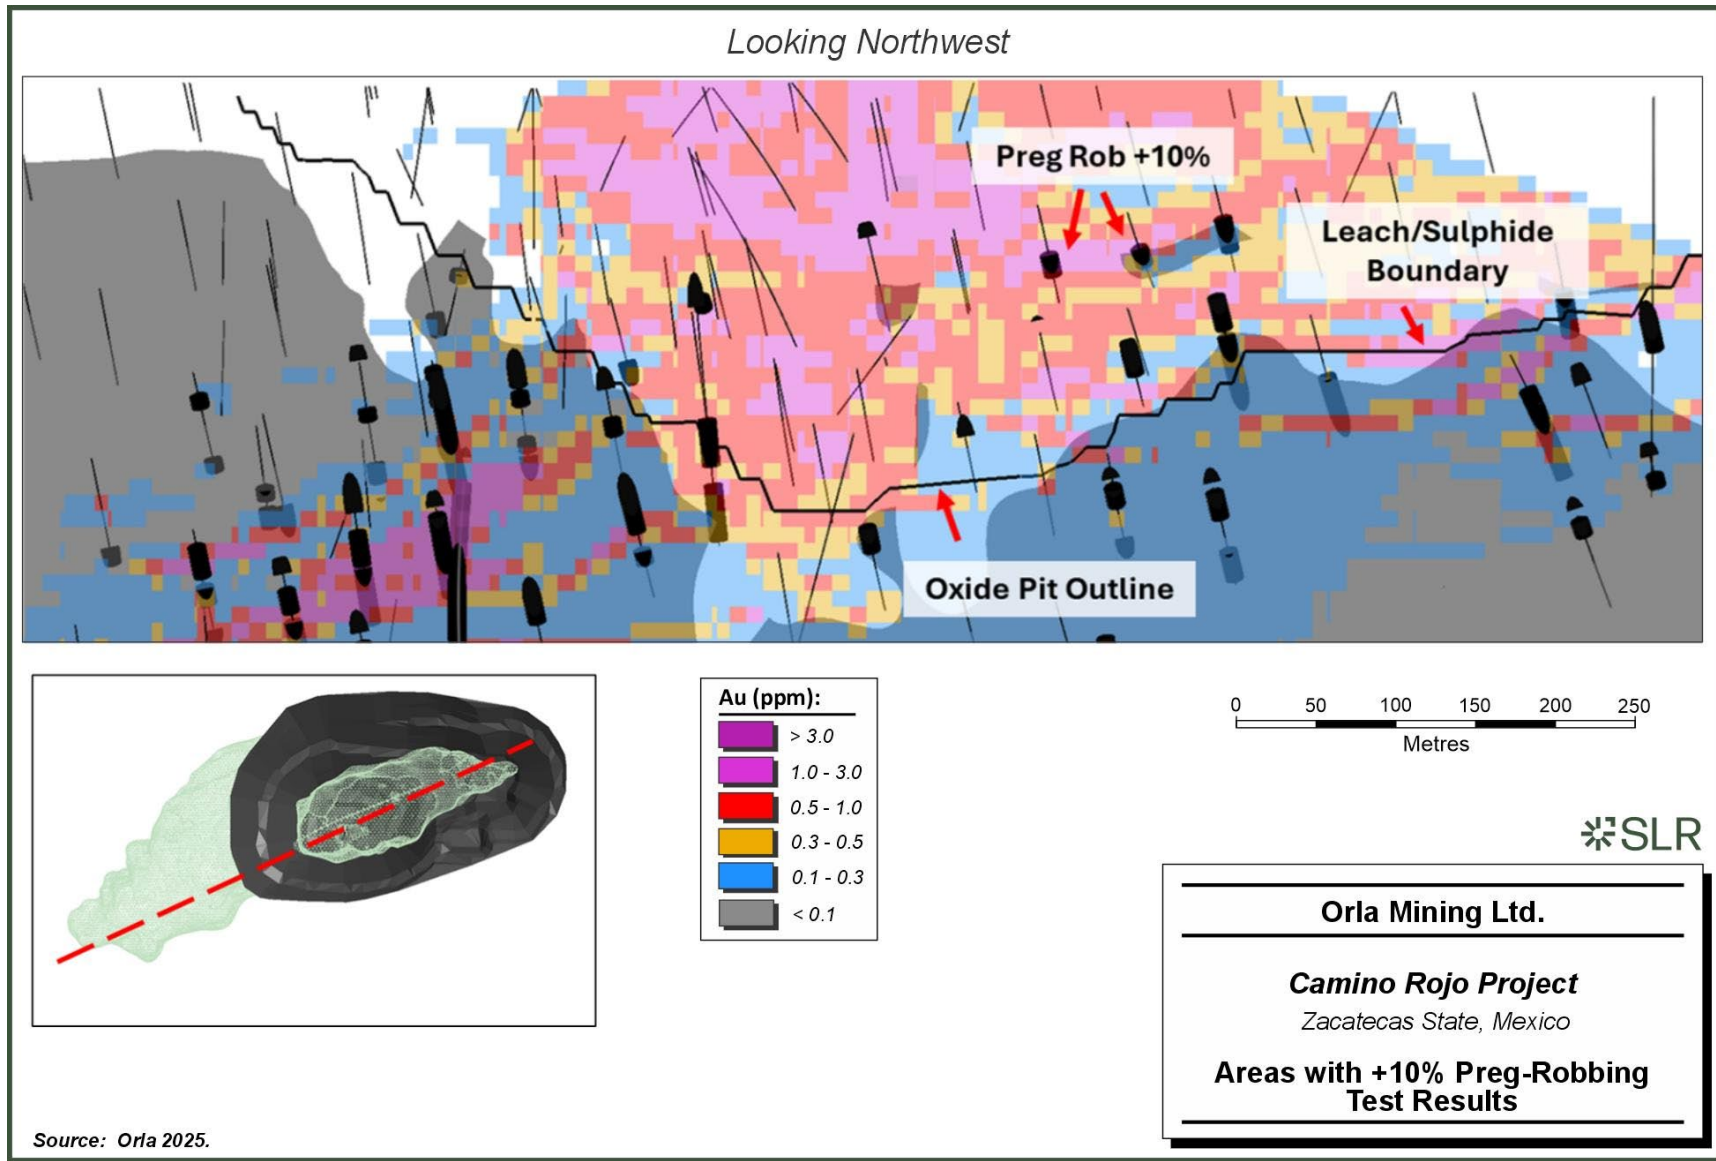 Looking Northwest
Preg Rob +10%
Leach/Sulphide
Boundary
Oxide Pit Outline
Au (ppm):
> 3.0
1.0 - 3.0
0.5 - 1.0
0.3 - 0.5
0.1 - 0.3
< 0.1
0 50 100 150 200 250
Metres
SLR
Orla Mining Ltd.
Camino Rojo Project
Zacatecas State, Mexico
Areas with +10% Preg-Robbing
Test Results
Source: Orla 2025.